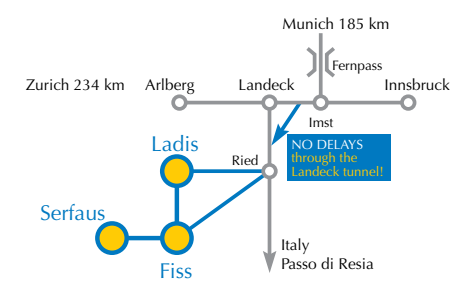 Munich 185 km
Fernpass
Zurich 234 km
Arlberg
Landeck
Innsbruck
Imst
NO DELAYS
through the
Landeck tunnel!
Ladis
Ried
Serfaus
Fiss
Italy
Passo di Resia